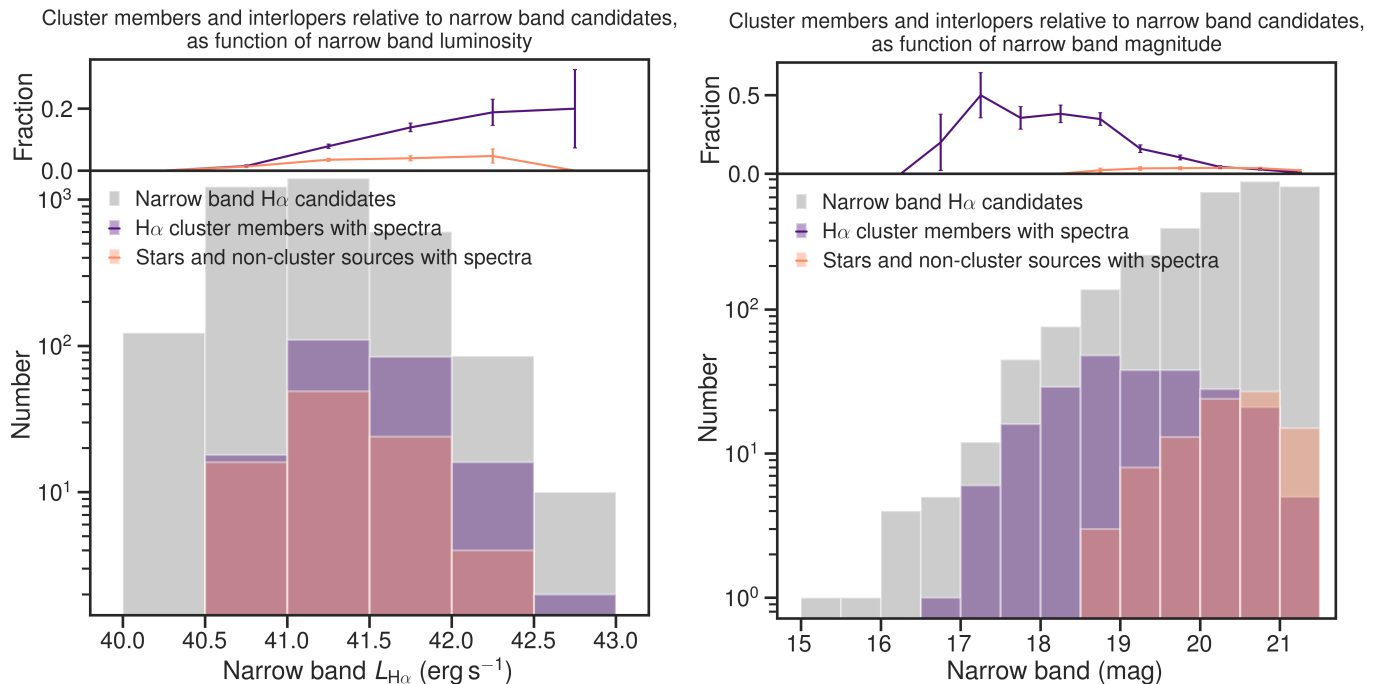 Cluster members and interlopers relative to narrow band candidates,
as function of narrow band luminosity
Fraction
0.2
0.0
Narrow band Hα candidates
Hα cluster members with spectra
Stars and non-cluster sources with spectra
Number
10³
10²
10¹
40.0 40.5 41.0 41.5 42.0 42.5 43.0
Narrow band L_Hα (erg s⁻¹)
Cluster members and interlopers relative to narrow band candidates,
as function of narrow band magnitude
Fraction
0.5
0.0
Narrow band Hα candidates
Hα cluster members with spectra
Stars and non-cluster sources with spectra
Number
10²
10¹
10⁰
15 16 17 18 19 20 21
Narrow band (mag)